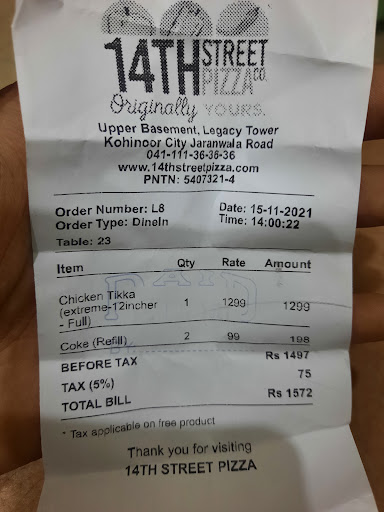 14TH STREET PIZZA CO.
Originally YOURS.
Upper Basement, Legacy Tower
Kohinoor City Jaranwala Road
041-111-36-36-36
www.14thstreetpizza.com
PNTN: 5407321-4
Order Number: L8 Date: 15-11-2021
Order Type: DineIn Time: 14:00:22
Table: 23
Item Qty Rate Amount
Chicken Tikka
(extreme-12incher 1 1299 1299
- Full)
Coke (Refill) 2 99 198
BEFORE TAX Rs 1497
TAX (5%) 75
TOTAL BILL Rs 1572
* Tax applicable on free product
Thank you for visiting
14TH STREET PIZZA
PAID